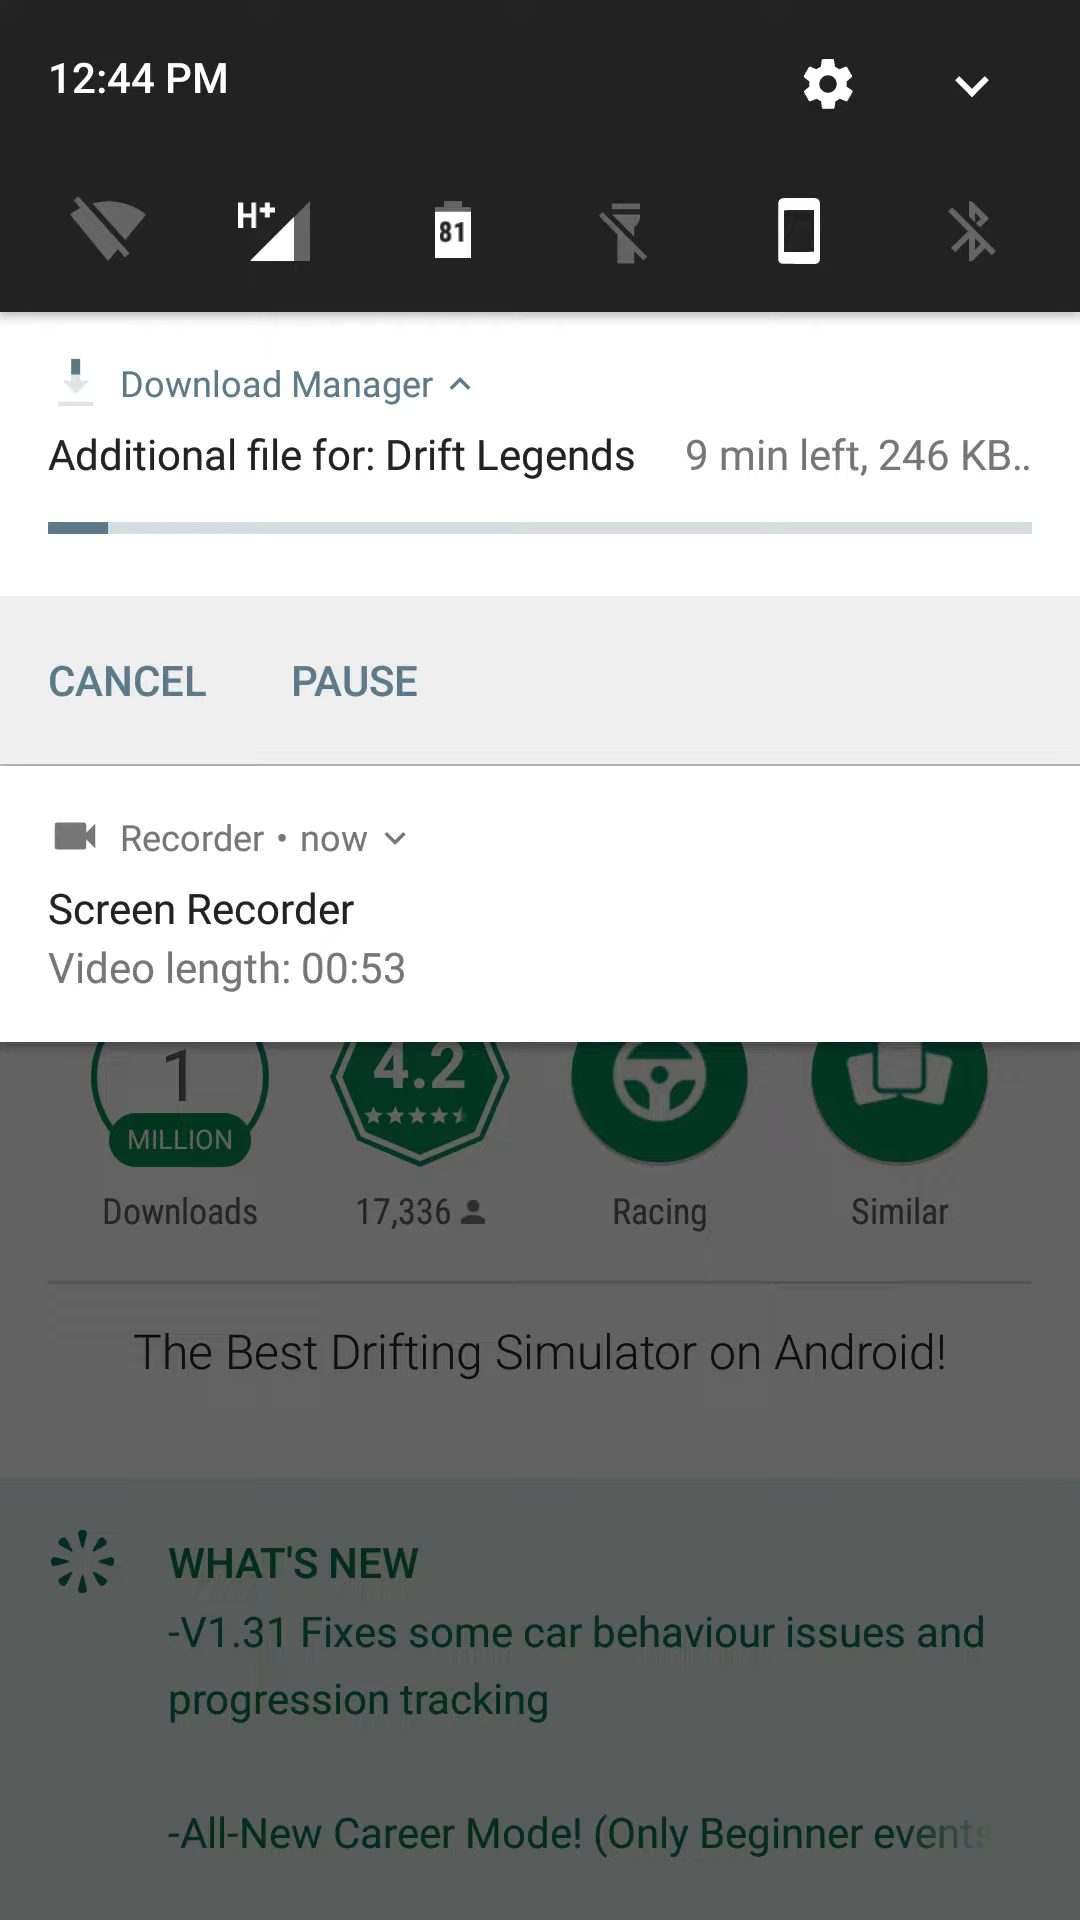 12:44 PM
H+
81
Download Manager
Additional file for: Drift Legends 9 min left, 246 KB..
CANCEL PAUSE
Recorder • now
Screen Recorder
Video length: 00:53
1 4.2
MILLION
Downloads 17,336 Racing Similar
The Best Drifting Simulator on Android!
WHAT'S NEW
-V1.31 Fixes some car behaviour issues and
progression tracking
-All-New Career Mode! (Only Beginner events